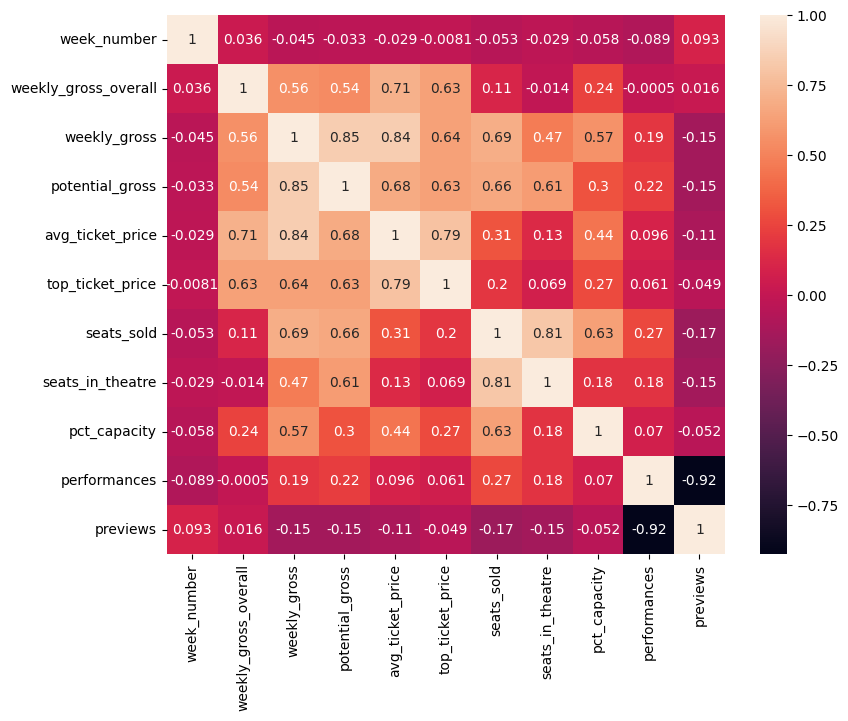 week_number 1 0.036 -0.045 -0.033 -0.029 -0.0081 -0.053 -0.029 -0.058 -0.089 0.093
weekly_gross_overall 0.036 1 0.56 0.54 0.71 0.63 0.11 -0.014 0.24 -0.0005 0.016
weekly_gross -0.045 0.56 1 0.85 0.84 0.64 0.69 0.47 0.57 0.19 -0.15
potential_gross -0.033 0.54 0.85 1 0.68 0.63 0.66 0.61 0.3 0.22 -0.15
avg_ticket_price -0.029 0.71 0.84 0.68 1 0.79 0.31 0.13 0.44 0.096 -0.11
top_ticket_price -0.0081 0.63 0.64 0.63 0.79 1 0.2 0.069 0.27 0.061 -0.049
seats_sold -0.053 0.11 0.69 0.66 0.31 0.2 1 0.81 0.63 0.27 -0.17
seats_in_theatre -0.029 -0.014 0.47 0.61 0.13 0.069 0.81 1 0.18 0.18 -0.15
pct_capacity -0.058 0.24 0.57 0.3 0.44 0.27 0.63 0.18 1 0.07 -0.052
performances -0.089 -0.0005 0.19 0.22 0.096 0.061 0.27 0.18 0.07 1 -0.92
previews 0.093 0.016 -0.15 -0.15 -0.11 -0.049 -0.17 -0.15 -0.052 -0.92 1
week_number
weekly_gross_overall
weekly_gross
potential_gross
avg_ticket_price
top_ticket_price
seats_sold
seats_in_theatre
pct_capacity
performances
previews
1.00
0.75
0.50
0.25
0.00
−0.25
−0.50
−0.75